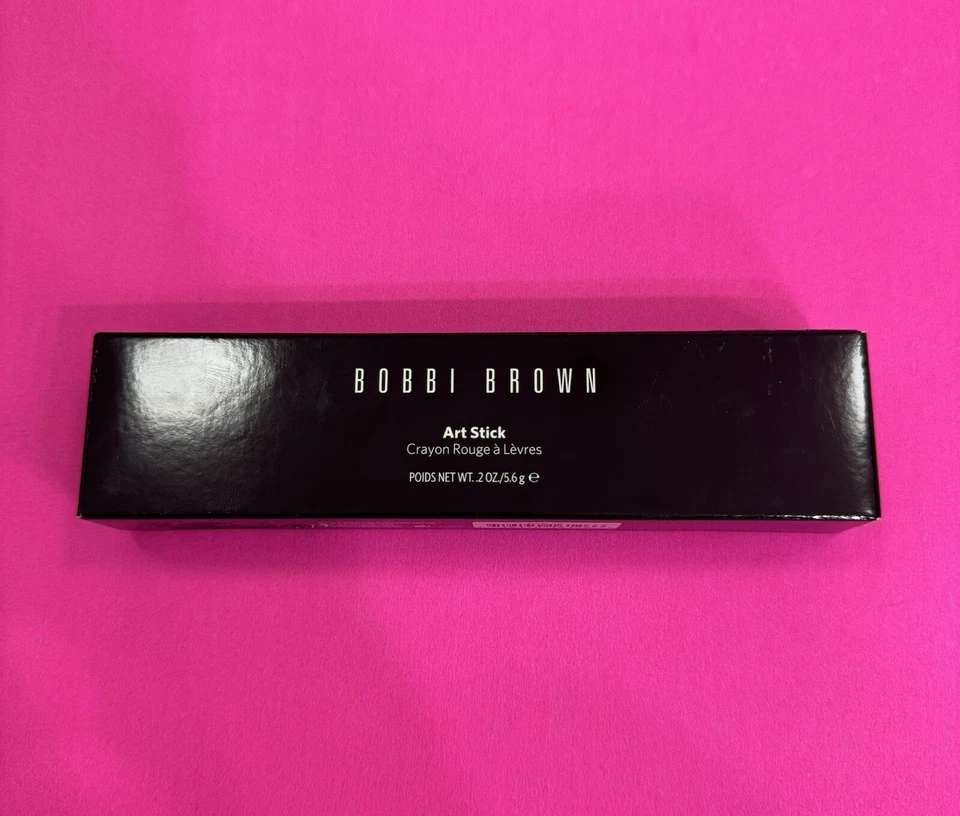 BOBBI BROWN
Art Stick
Crayon Rouge à Lèvres
POIDS NET WT. .2 OZ./5.6 g ℮